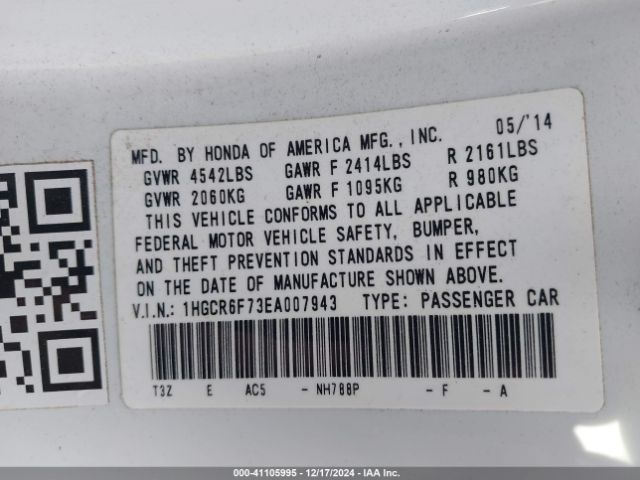 MFD. BY HONDA OF AMERICA MFG., INC. 05/'14
GVWR 4542LBS GAWR F 2414LBS R 2161LBS
GVWR 2060KG GAWR F 1095KG R 980KG
THIS VEHICLE CONFORMS TO ALL APPLICABLE
FEDERAL MOTOR VEHICLE SAFETY, BUMPER,
AND THEFT PREVENTION STANDARDS IN EFFECT
ON THE DATE OF MANUFACTURE SHOWN ABOVE.
V.I.N.: 1HGCR6F73EA007943 TYPE: PASSENGER CAR
T3Z E AC5 - NH788P - F - A
000-41105995 - 12/17/2024 - IAA Inc.